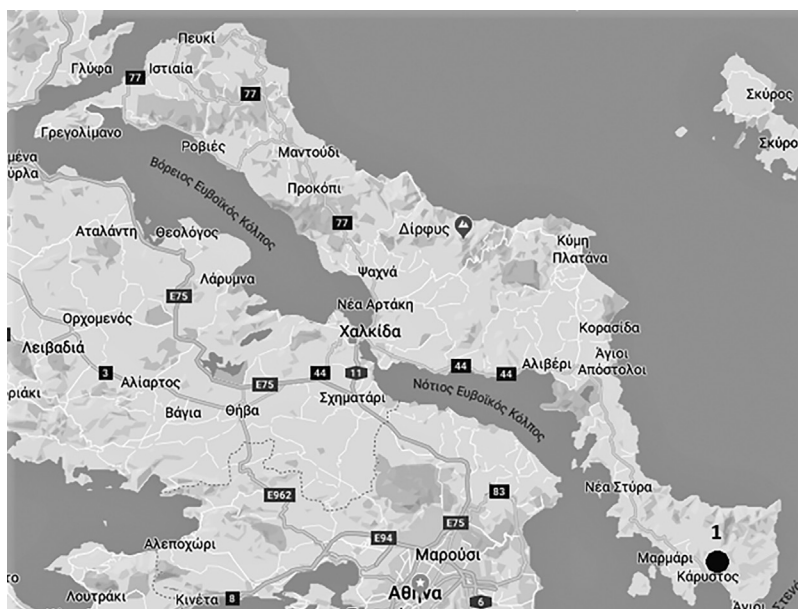 Πευκί
Γλύφα
Ιστιαία
77
77
Σκύρος
Γρεγολίμανο
Ροβιές
Μαντούδι
Σκύρο
μένα
ύρλα
Βόρειος Ευβοϊκός Κόλπος
Προκόπι
77
Δίρφυς
Αταλάντη
Θεολόγος
Κύμη
Πλατάνα
Λάρυμνα
Ψαχνά
E75
Νέα Αρτάκη
Ορχομενός
Χαλκίδα
Κορασίδα
Λειβαδιά
Άγιοι
Απόστολοι
3
Αλίαρτος
E75
44
11
44
44
Αλιβέρι
ριάκι
Βάγια
Θήβα
Σχηματάρι
Νότιος Ευβοϊκός Κόλπος
E962
83
Νέα Στύρα
E75
E94
1
Αλεποχώρι
Μαρούσι
Μαρμάρι
Κάρυστος
το
Λουτράκι
Κινέτα
8
Αθήνα
6
Άγιοι
Στενό